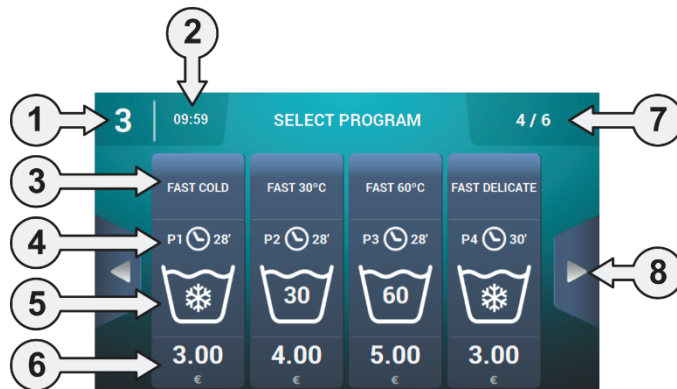 2
1
3
09:59
SELECT PROGRAM
4 / 6
7
3
FAST COLD
FAST 30°C
FAST 60°C
FAST DELICATE
4
P1 28'
P2 28'
P3 28'
P4 30'
5
30
60
8
6
3.00
4.00
5.00
3.00
€
€
€
€